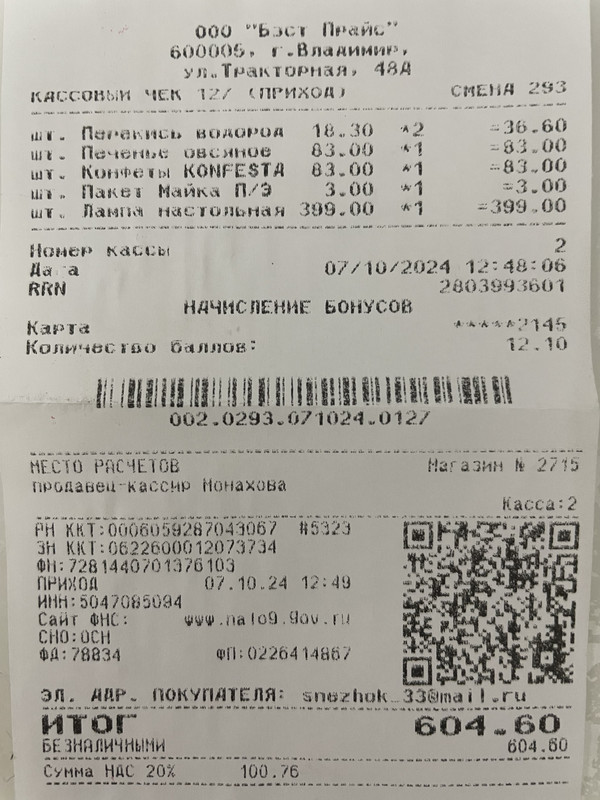 ООО "Бэст Прайс"
600005, г.Владимир,
ул.Тракторная, 48Д
КАССОВЫЙ ЧЕК 127 (ПРИХОД) СМЕНА 293
шт. Перекись водород 18.30 *2 =36.60
шт. Печенье овсяное 83.00 *1 =83.00
шт. Конфеты KONFESTA 83.00 *1 =83.00
шт. Пакет Майка П/Э 3.00 *1 =3.00
шт. Лампа настольная 399.00 *1 =399.00
Номер кассы 2
Дата 07/10/2024 12:48:06
RRN 2803993601
НАЧИСЛЕНИЕ БОНУСОВ
Карта *****2145
Количество баллов: 12.10
002.0293.071024.0127
МЕСТО РАСЧЕТОВ Магазин № 2715
продавец-кассир Монахова
Касса:2
РН ККТ:0006059287043067 #5323
ЗН ККТ:0622600012073734
ФН:7281440701376103
ПРИХОД 07.10.24 12:49
ИНН:5047085094
Сайт ФНС: www.nalog.gov.ru
СНО:ОСН
ФД:78834 ФП:0226414867
ЭЛ. АДР. ПОКУПАТЕЛЯ: snezhok_33@mail.ru
ИТОГ 604.60
БЕЗНАЛИЧНЫМИ 604.60
Сумма НДС 20% 100.76